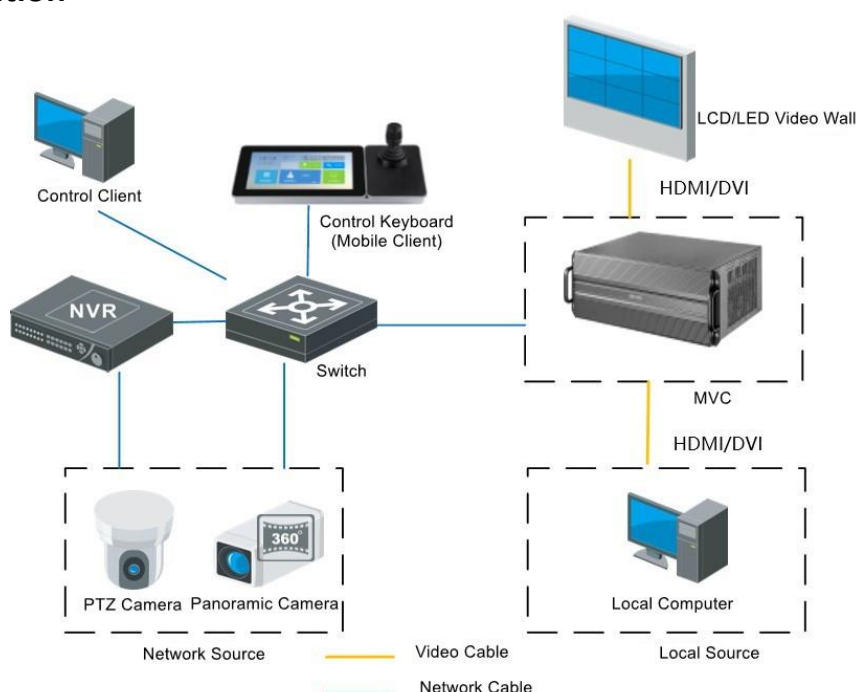 LCD/LED Video Wall
Control Client
Control Keyboard
(Mobile Client)
HDMI/DVI
NVR
Switch
MVC
HDMI/DVI
360°
PTZ Camera
Panoramic Camera
Local Computer
Network Source
Local Source
Video Cable
Network Cable